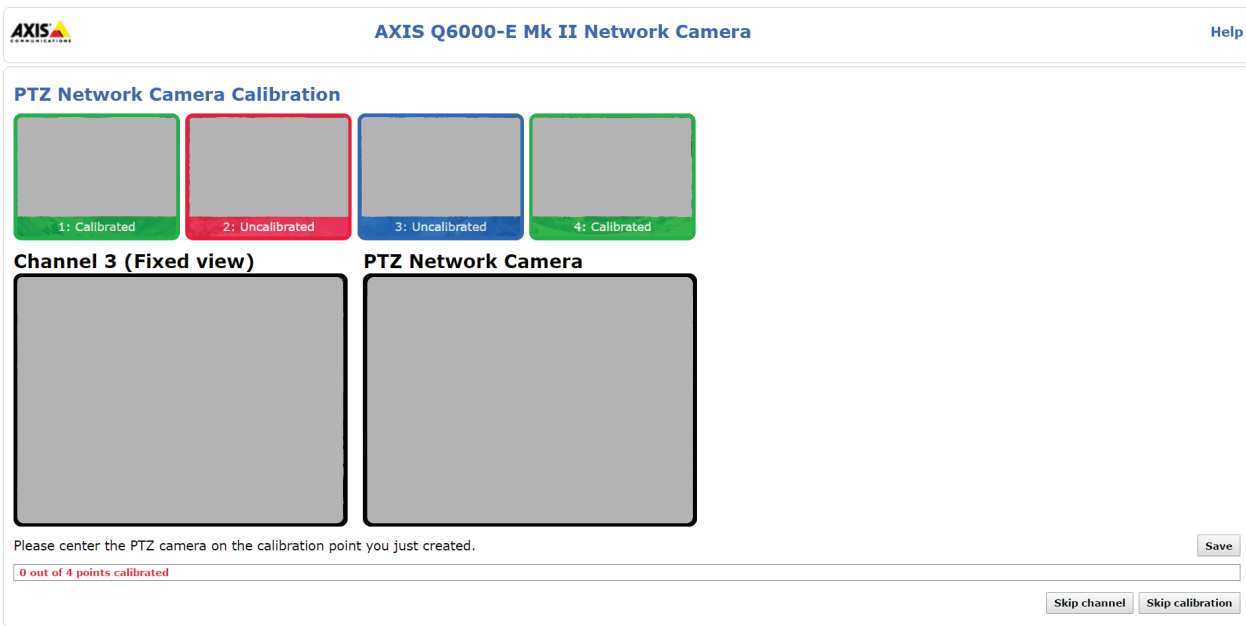 AXIS
COMMUNICATIONS
AXIS Q6000-E Mk II Network Camera
Help
PTZ Network Camera Calibration
1: Calibrated
2: Uncalibrated
3: Uncalibrated
4: Calibrated
Channel 3 (Fixed view)
PTZ Network Camera
Please center the PTZ camera on the calibration point you just created.
Save
0 out of 4 points calibrated
Skip channel
Skip calibration